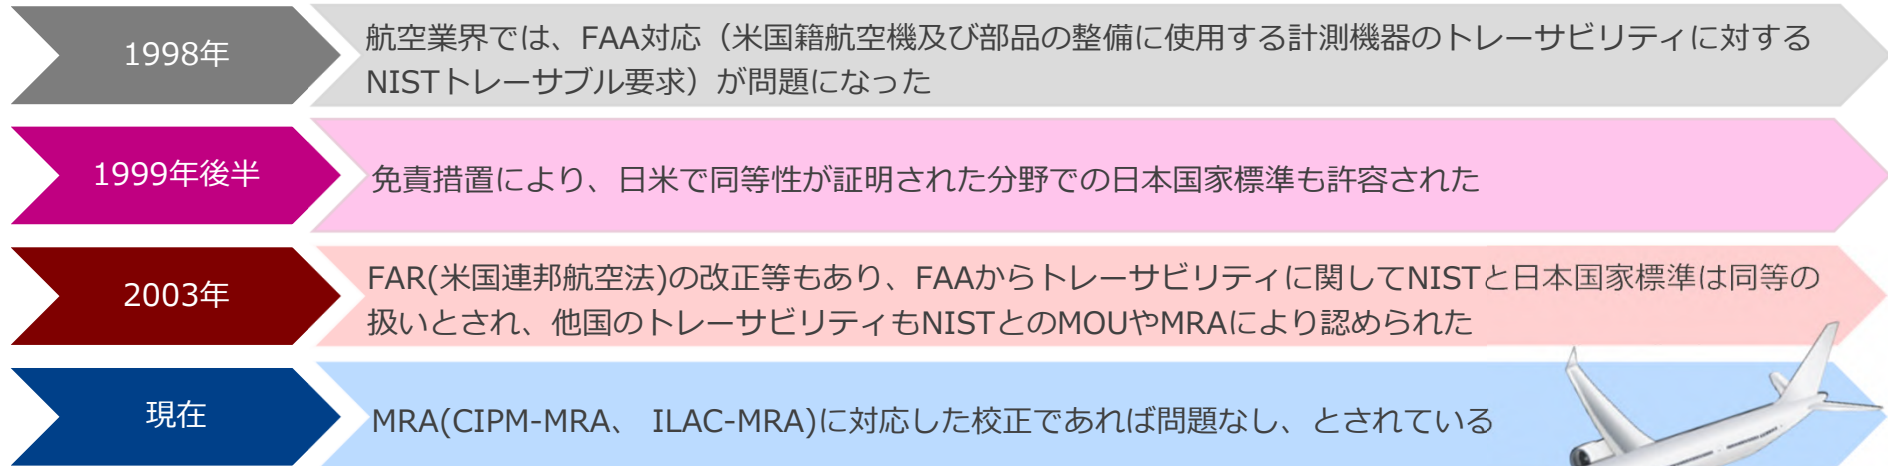 1998年
航空業界では、FAA対応（米国籍航空機及び部品の整備に使用する計測機器のトレーサビリティに対する
NISTトレーサブル要求）が問題になった
1999年後半
免責措置により、日米で同等性が証明された分野での日本国家標準も許容された
2003年
FAR(米国連邦航空法)の改正等もあり、FAAからトレーサビリティに関してNISTと日本国家標準は同等の
扱いとされ、他国のトレーサビリティもNISTとのMOUやMRAにより認められた
現在
MRA(CIPM-MRA、 ILAC-MRA)に対応した校正であれば問題なし、とされている